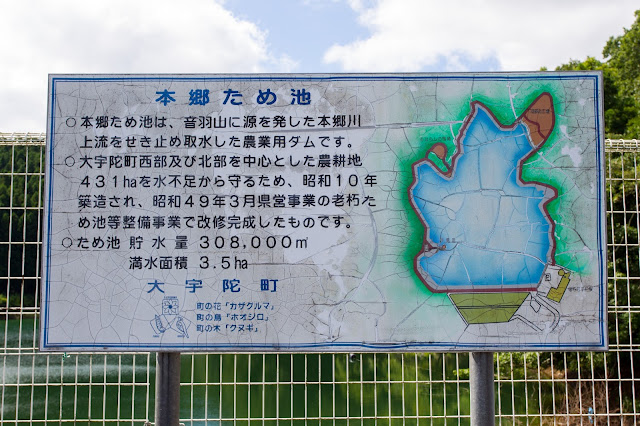 本郷ため池
○本郷ため池は、音羽山に源を発した本郷川
上流をせき止め取水した農業用ダムです。
○大宇陀町西部及び北部を中心とした農耕地
431haを水不足から守るため、昭和10年
築造され、昭和49年3月県営事業の老朽た
め池等整備事業で改修完成したものです。
○ため池 貯水量 308,000㎥
満水面積 3.5ha
大宇陀町
町の花「カザグルマ」
町の鳥「ホオジロ」
町の木「クヌギ」